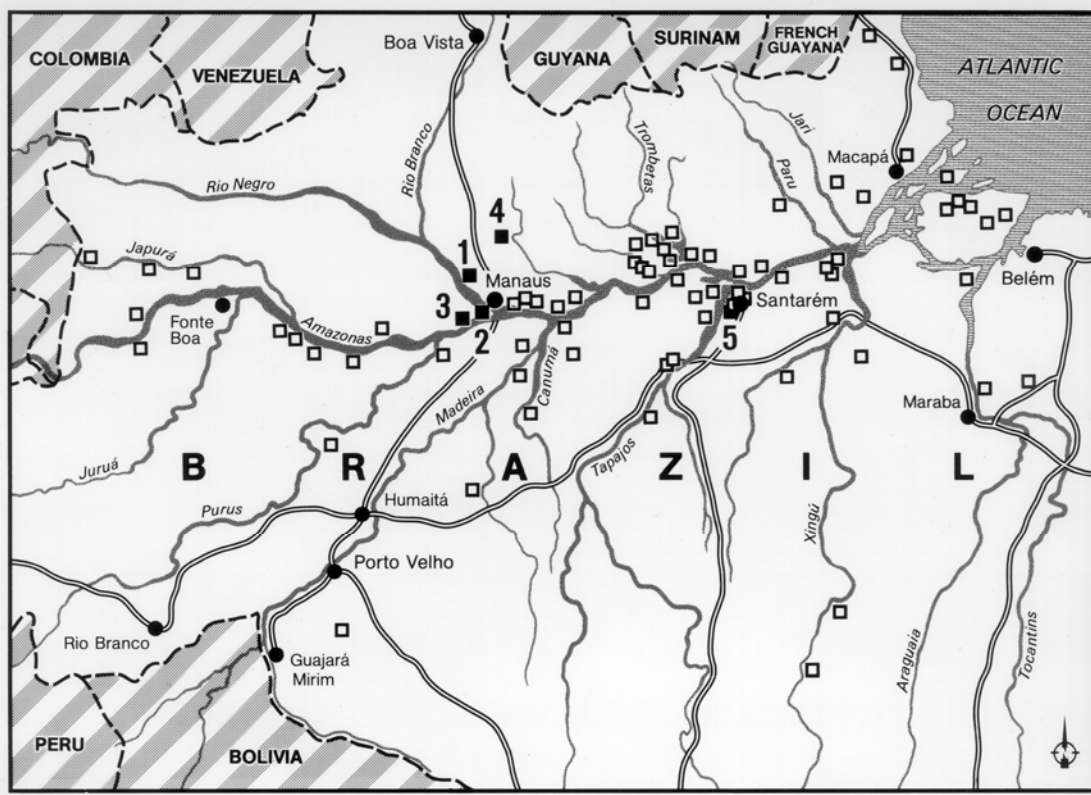 Boa Vista
COLOMBIA
VENEZUELA
GUYANA
SURINAM
FRENCH
GUAYANA
ATLANTIC
OCEAN
Rio Negro
Rio Branco
Trombetas
Jari
Paru
Macapá
Japurá
4
1
Manaus
3
2
Fonte
Boa
Amazonas
Santarém
5
Belém
Canumá
Madeira
Maraba
Juruá
B R A Z I L
Tapajos
Purus
Humaitá
Xingú
Porto Velho
Rio Branco
Guajará
Mirim
Araguaia
Tocantins
PERU
BOLIVIA